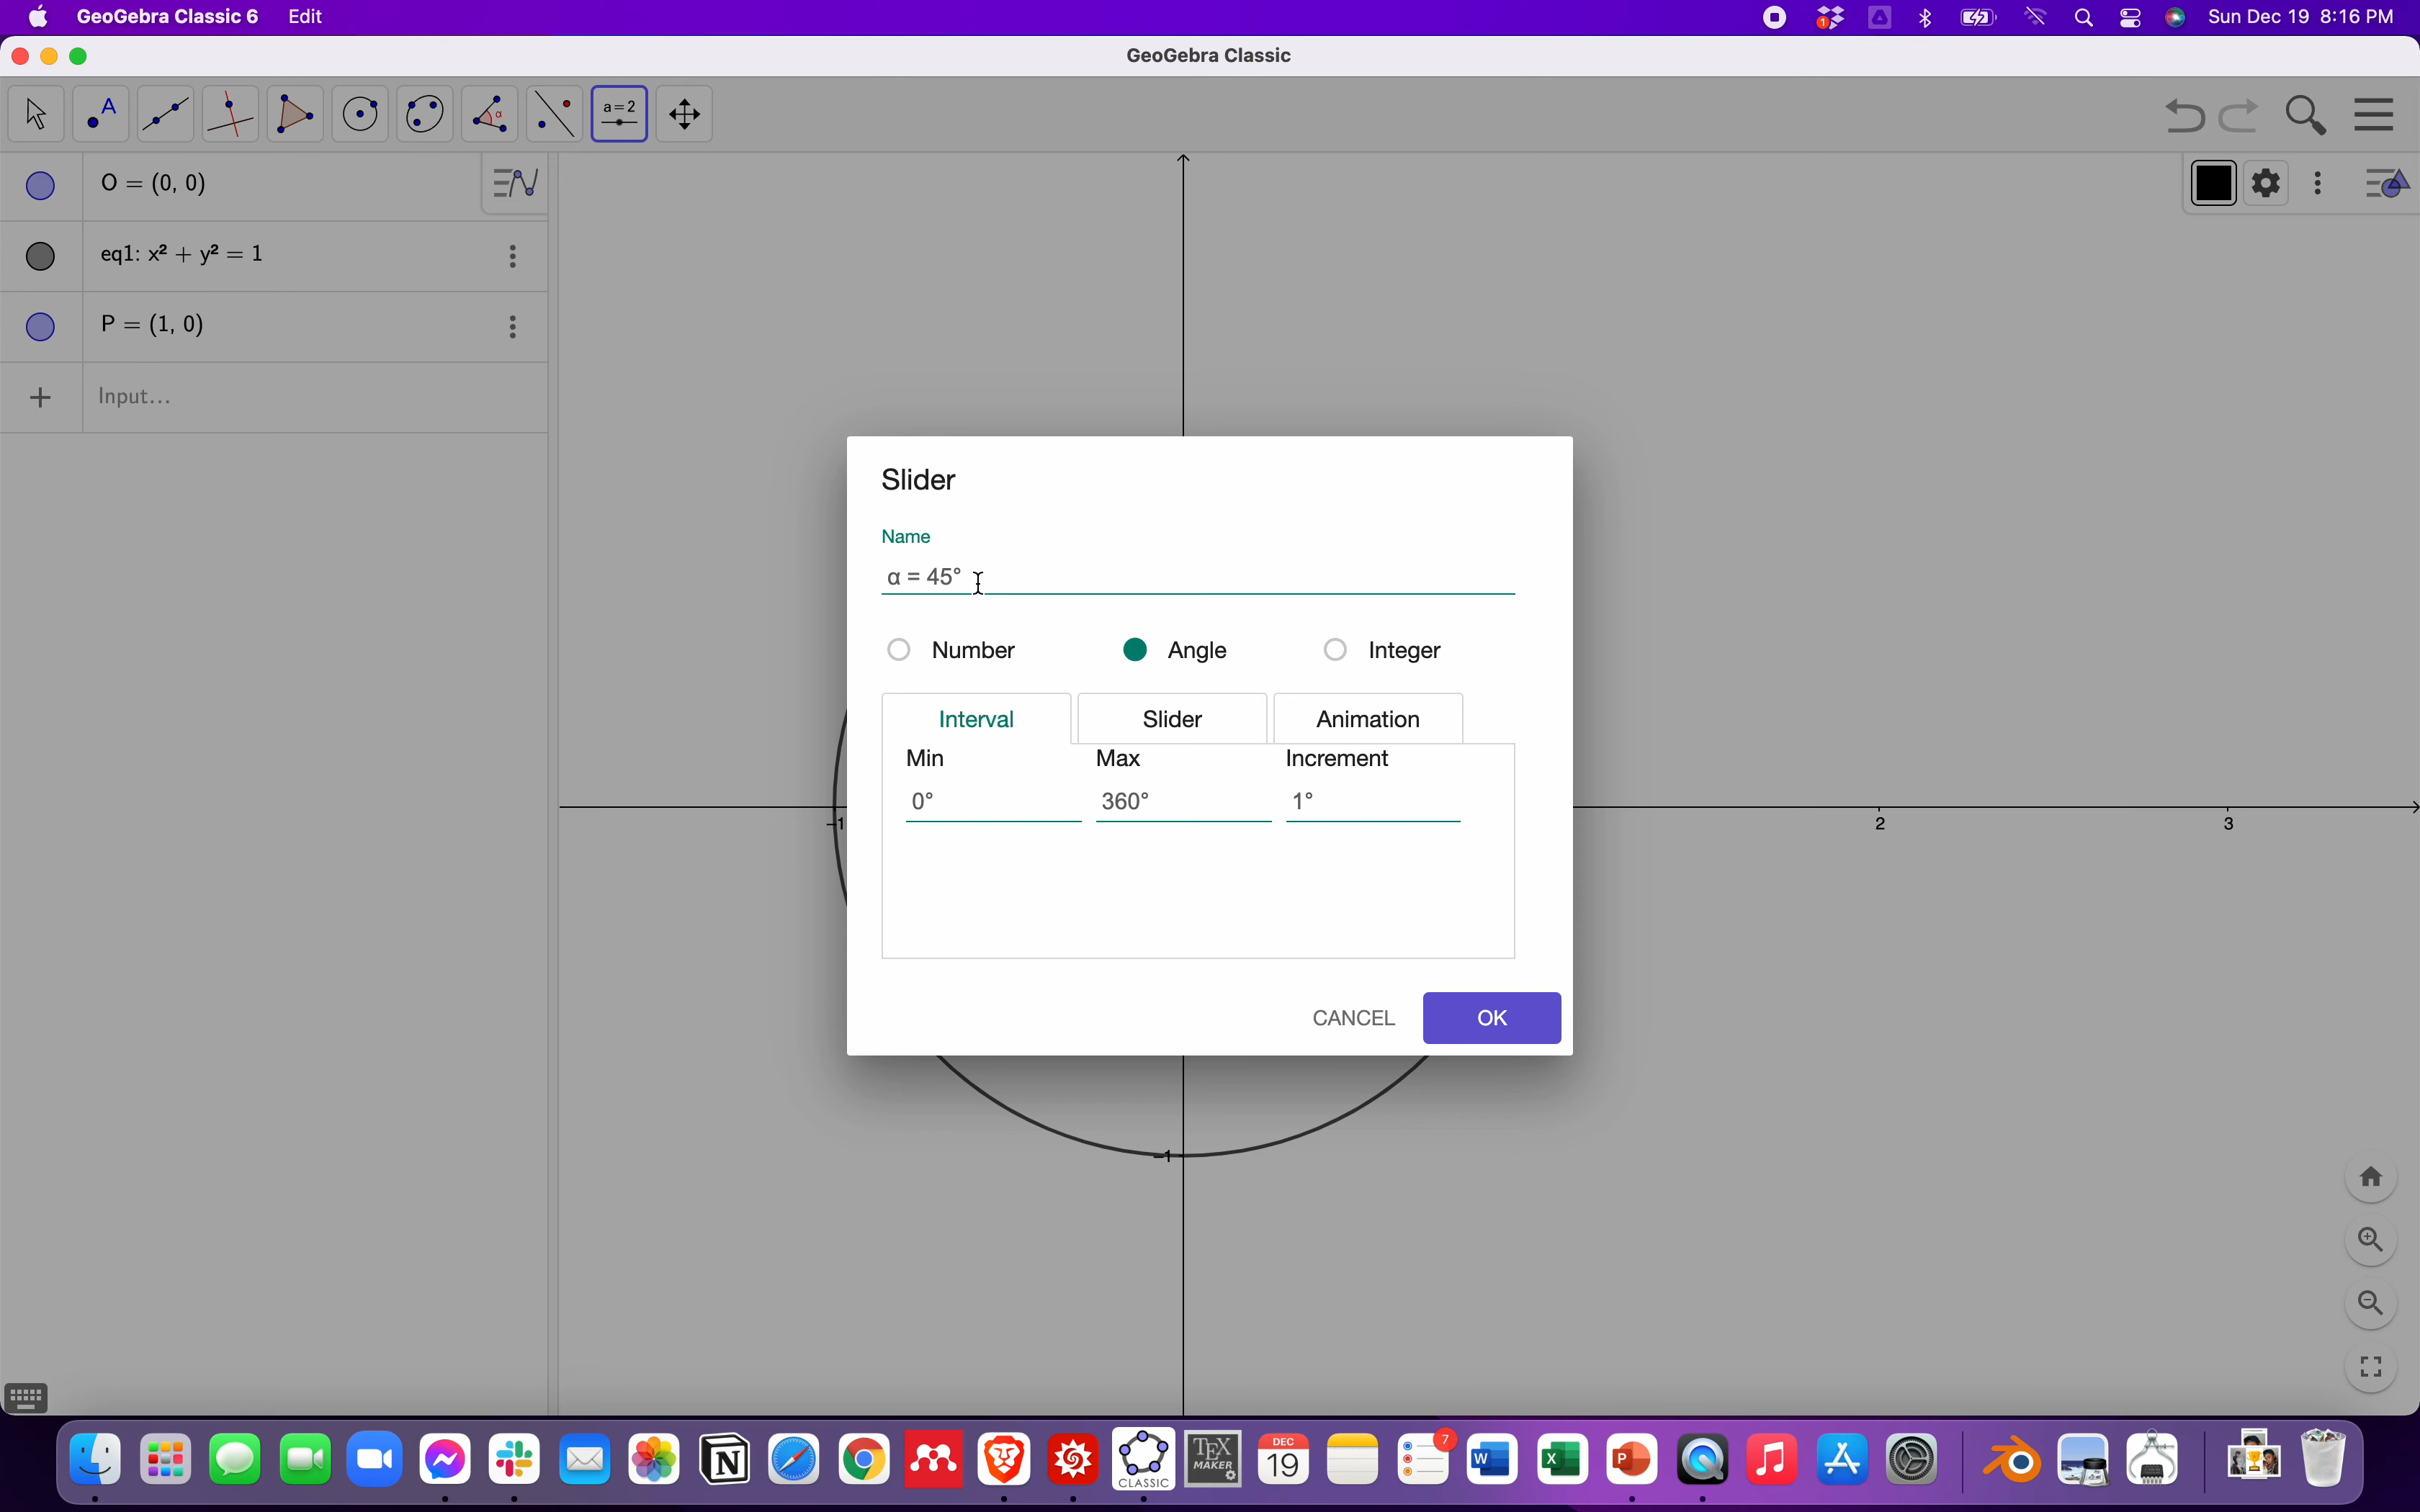 GeoGebra Classic 6 Edit 1 Sun Dec 19 8:16 PM
GeoGebra Classic
A α a=2
O = (0, 0)
eq1: x² + y² = 1
P = (1, 0)
+ Input...
Slider
Name
α = 45°
Number Angle Integer
Interval Slider Animation
Min Max Increment
0° 360° 1°
-1 2 3
CANCEL OK
-1
CLASSIC TEX MAKER DEC 19 7 W X P